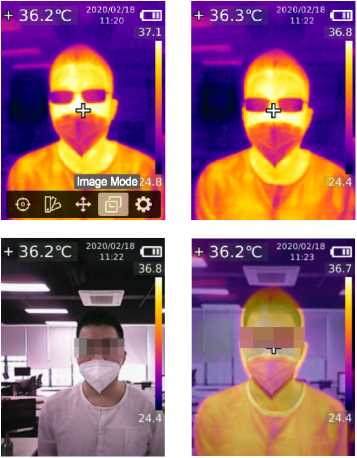 + 36.2°C 2020/02/18
11:20
37.1
Image Mode 24.8
+ 36.3°C 2020/02/18
11:22
36.8
24.4
+ 36.2°C 2020/02/18
11:22
36.8
24.4
+ 36.2°C 2020/02/18
11:23
36.7
24.4